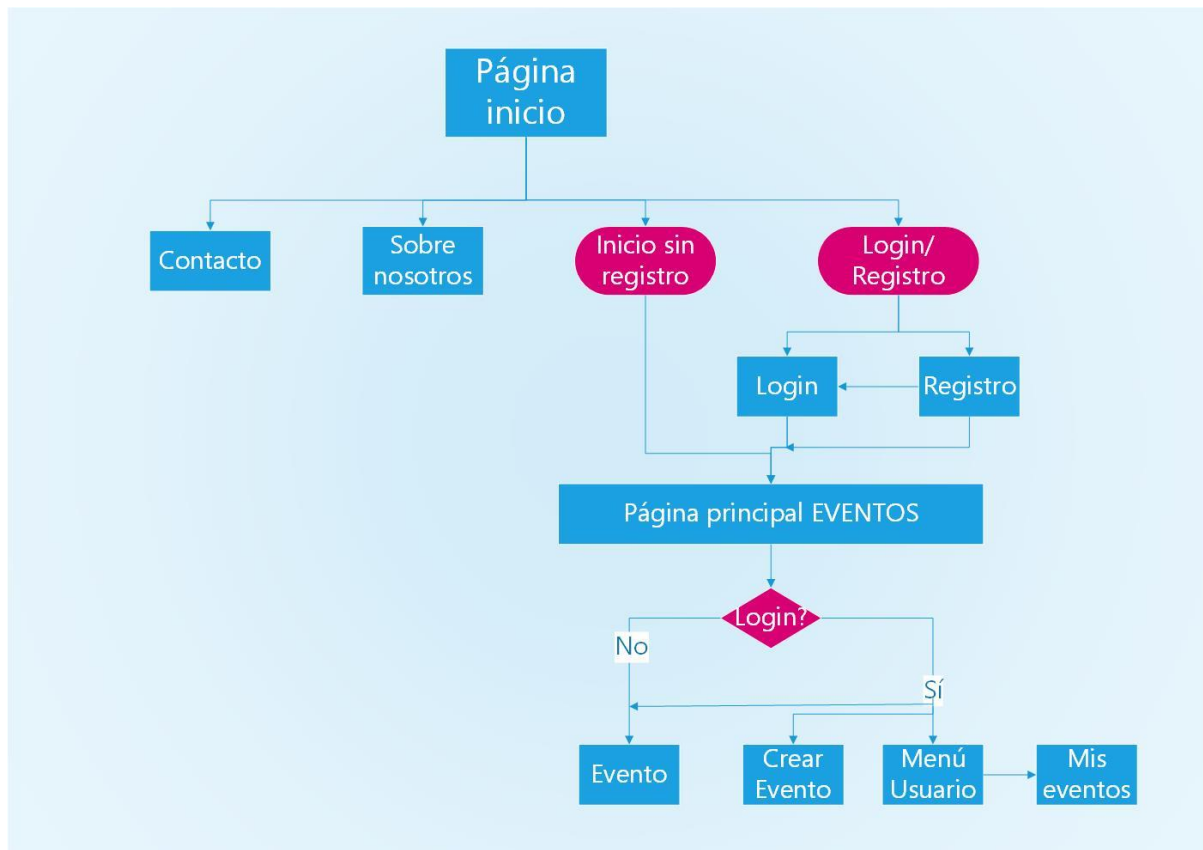 Página
inicio
Contacto
Sobre
nosotros
Inicio sin
registro
Login/
Registro
Login
Registro
Página principal EVENTOS
Login?
No
Sí
Evento
Crear
Evento
Menú
Usuario
Mis
eventos